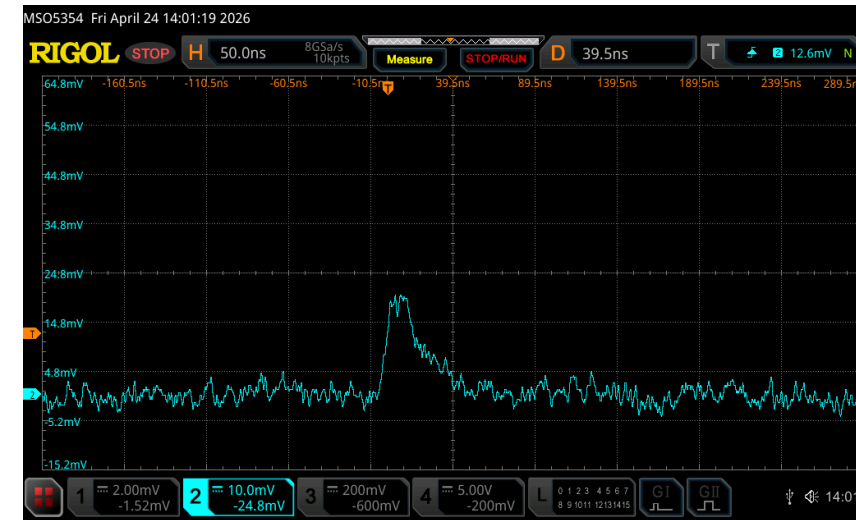 MSO5354 Fri April 24 14:01:19 2026
RIGOL STOP H 50.0ns 8GSa/s 10kpts Measure STOP/RUN D 39.5ns T 2 12.6mV N
64.8mV -160.5ns -110.5ns -60.5ns -10.5ns T 39.5ns 89.5ns 139.5ns 189.5ns 239.5ns 289.5n
54.8mV
44.8mV
34.8mV
24.8mV
T 14.8mV
4.8mV
2
-5.2mV
-15.2mV
1 2.00mV -1.52mV 2 10.0mV -24.8mV 3 200mV -600mV 4 5.00V -200mV L 0 1 2 3 4 5 6 7 8 9 10 11 12 13 14 15 GI GII 14:01